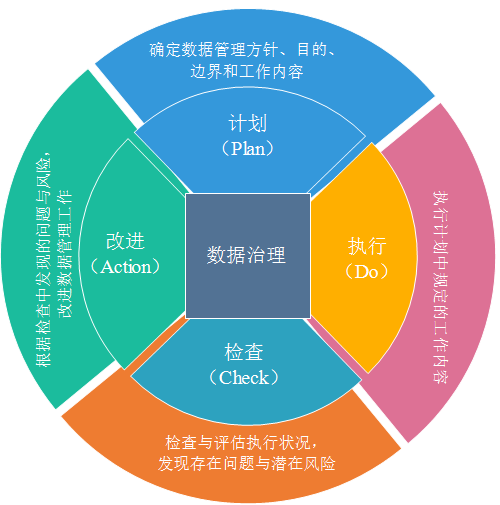 确定数据管理方针、目的、
边界和工作内容
计划
（Plan）
执行计划中规定的工作内容
执行
（Do）
数据治理
改进
（Action）
根据检查中发现的问题与风险，
改进数据管理工作
检查
（Check）
检查与评估执行状况，
发现存在问题与潜在风险